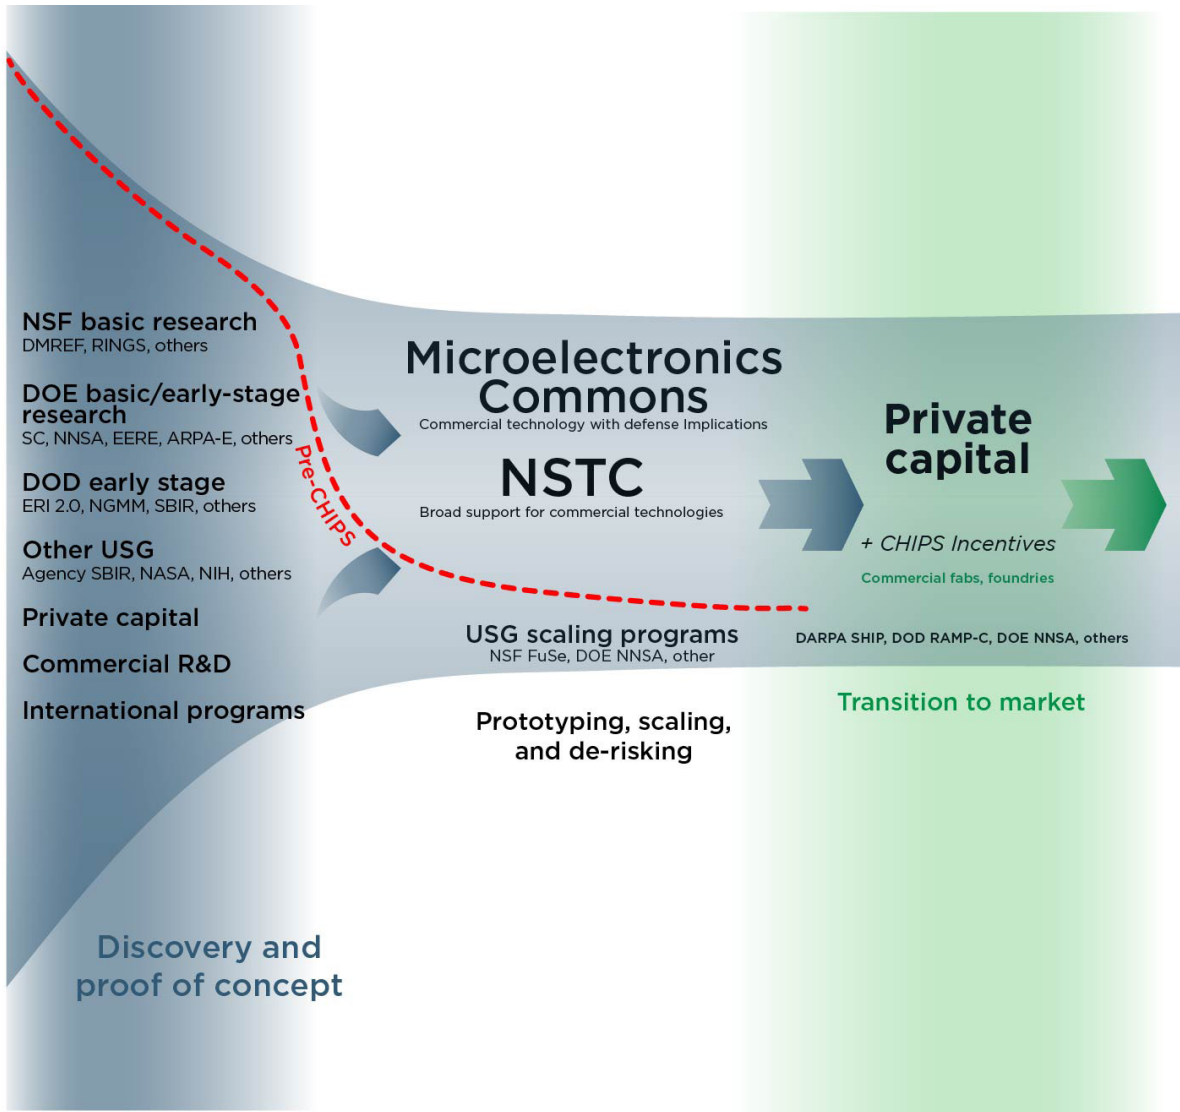 NSF basic research
DMREF, RINGS, others
DOE basic/early-stage
research
SC, NNSA, EERE, ARPA-E, others
DOD early stage
ERI 2.0, NGMM, SBIR, others
Other USG
Agency SBIR, NASA, NIH, others
Private capital
Commercial R&D
International programs
Discovery and
proof of concept
Pre-CHIPS
Microelectronics
Commons
Commercial technology with defense Implications
NSTC
Broad support for commercial technologies
USG scaling programs
NSF FuSe, DOE NNSA, other
Prototyping, scaling,
and de-risking
Private
capital
+ CHIPS Incentives
Commercial fabs, foundries
DARPA SHIP, DOD RAMP-C, DOE NNSA, others
Transition to market